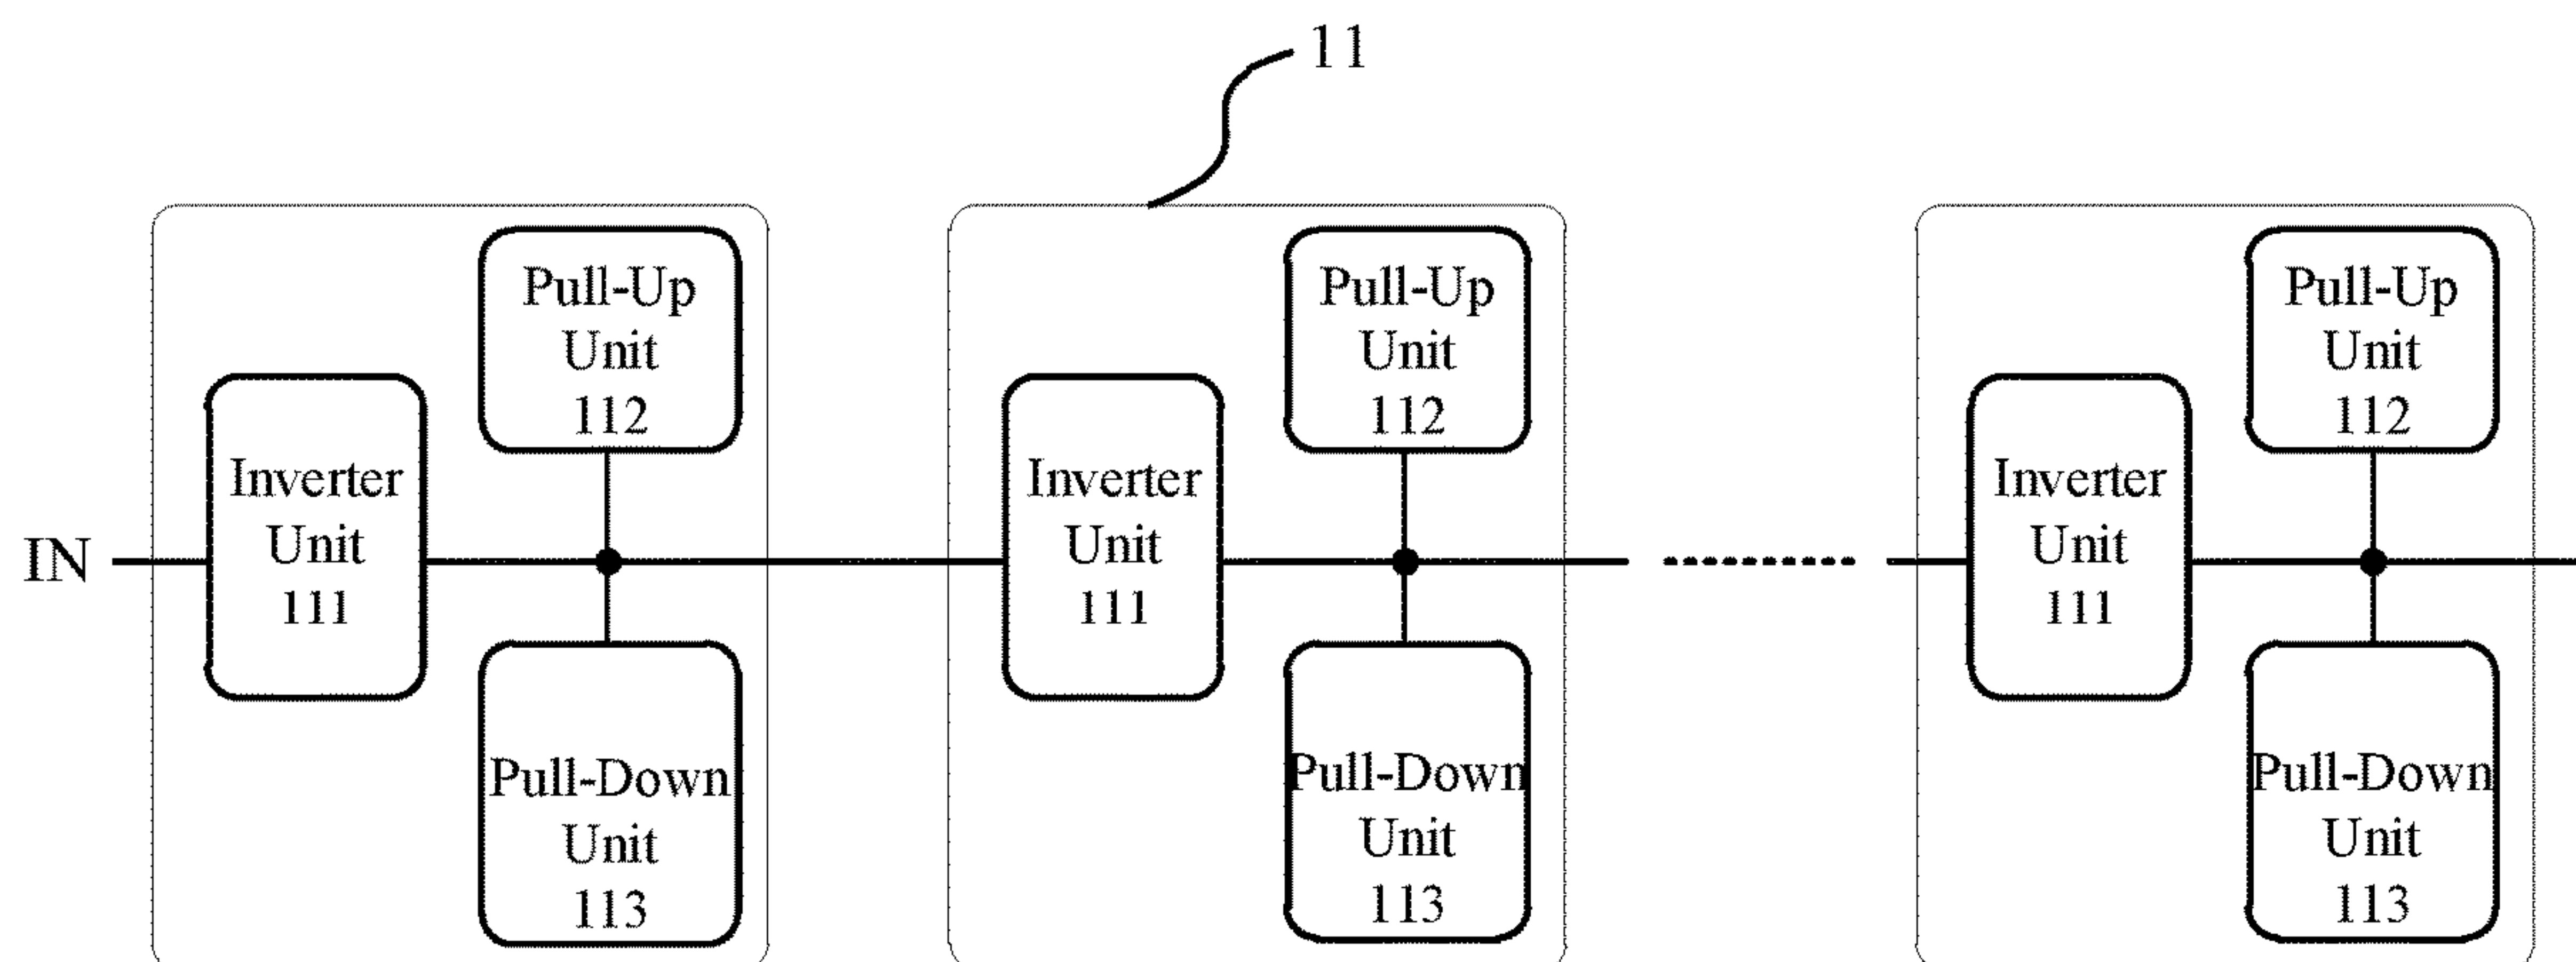 11
Pull-Up
Unit
112
Pull-Up
Unit
112
Pull-Up
Unit
112
IN
Inverter
Unit
111
Inverter
Unit
111
Inverter
Unit
111
Pull-Down
Unit
113
Pull-Down
Unit
113
Pull-Down
Unit
113